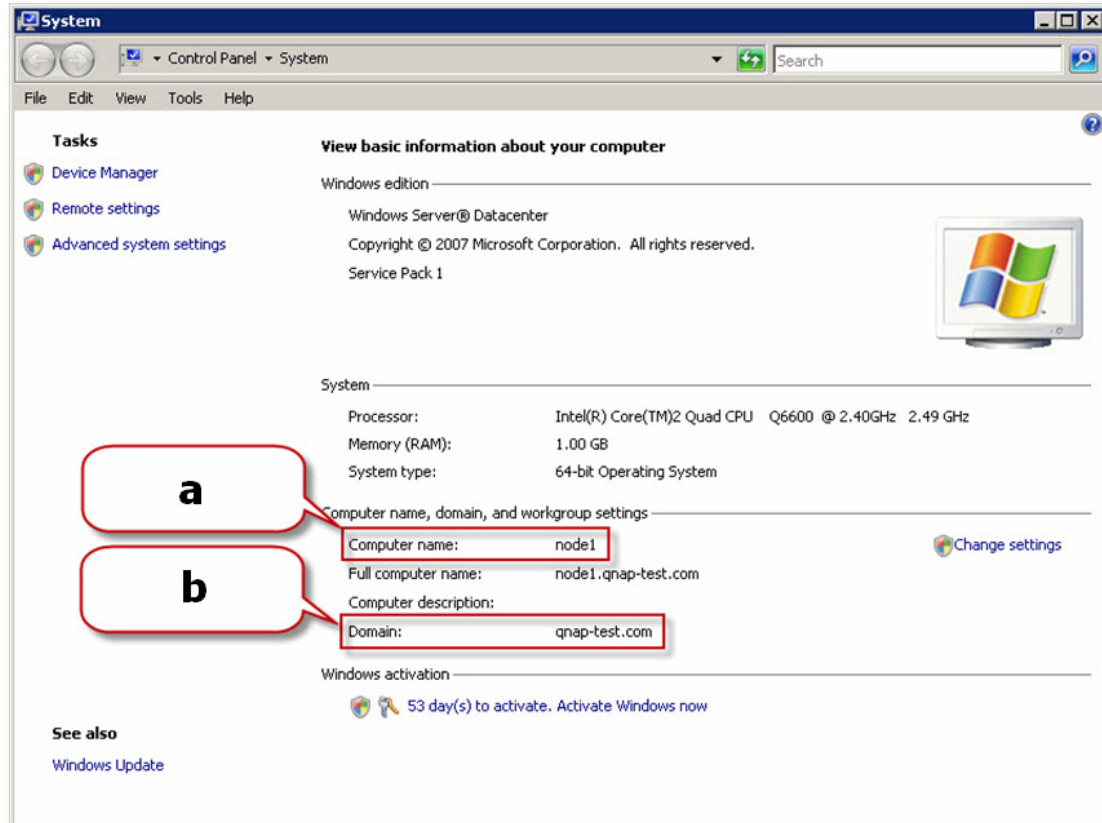 System
Control Panel System
Search
File Edit View Tools Help
Tasks
Device Manager
Remote settings
Advanced system settings
See also
Windows Update
View basic information about your computer
Windows edition
Windows Server® Datacenter
Copyright © 2007 Microsoft Corporation. All rights reserved.
Service Pack 1
System
Processor: Intel(R) Core(TM)2 Quad CPU Q6600 @ 2.40GHz 2.49 GHz
Memory (RAM): 1.00 GB
System type: 64-bit Operating System
Computer name, domain, and workgroup settings
a
Computer name: node1
Change settings
Full computer name: node1.qnap-test.com
b
Computer description:
Domain: qnap-test.com
Windows activation
53 day(s) to activate. Activate Windows now